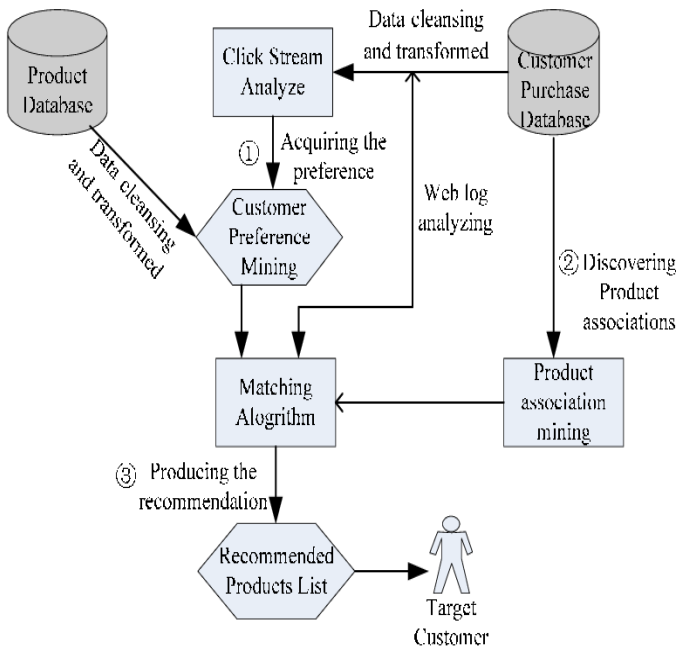 Product
Database
Click Stream
Analyze
Data cleansing
and transformed
Customer
Purchase
Database
Data cleansing
and transformed
① Acquiring the
preference
Customer
Preference
Mining
Web log
analyzing
② Discovering
Product
associations
Matching
Alogrithm
Product
association
mining
③ Producing the
recommendation
Recommended
Products List
Target
Customer